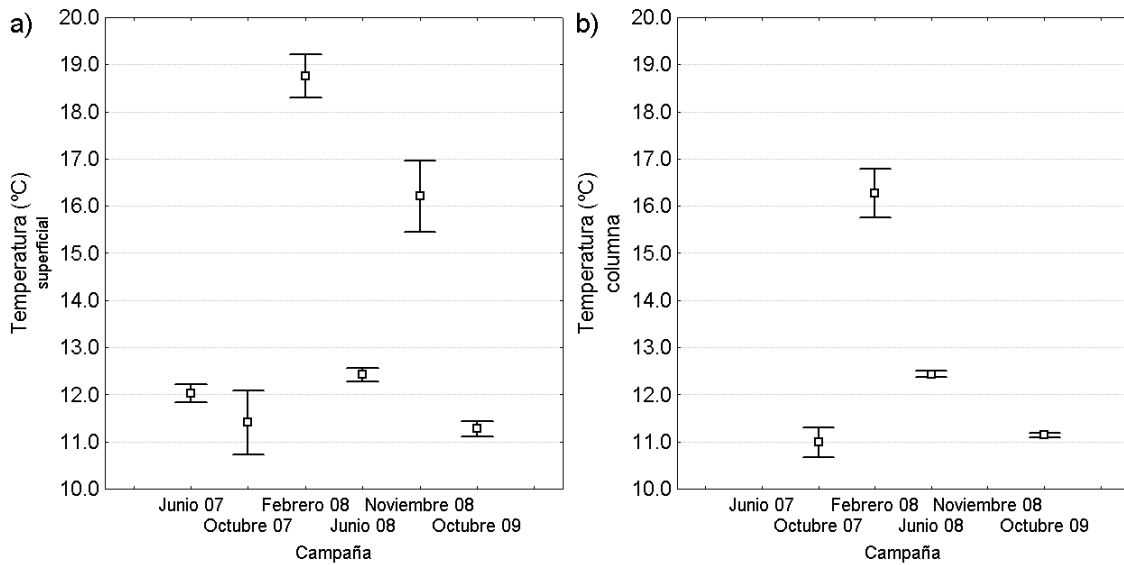 a)
Temperatura (ºC)
superficial
20.0
19.0
18.0
17.0
16.0
15.0
14.0
13.0
12.0
11.0
10.0
Junio 07
Febrero 08
Noviembre 08
Octubre 07
Junio 08
Octubre 09
Campaña
b)
Temperatura (ºC)
columna
20.0
19.0
18.0
17.0
16.0
15.0
14.0
13.0
12.0
11.0
10.0
Junio 07
Febrero 08
Noviembre 08
Octubre 07
Junio 08
Octubre 09
Campaña